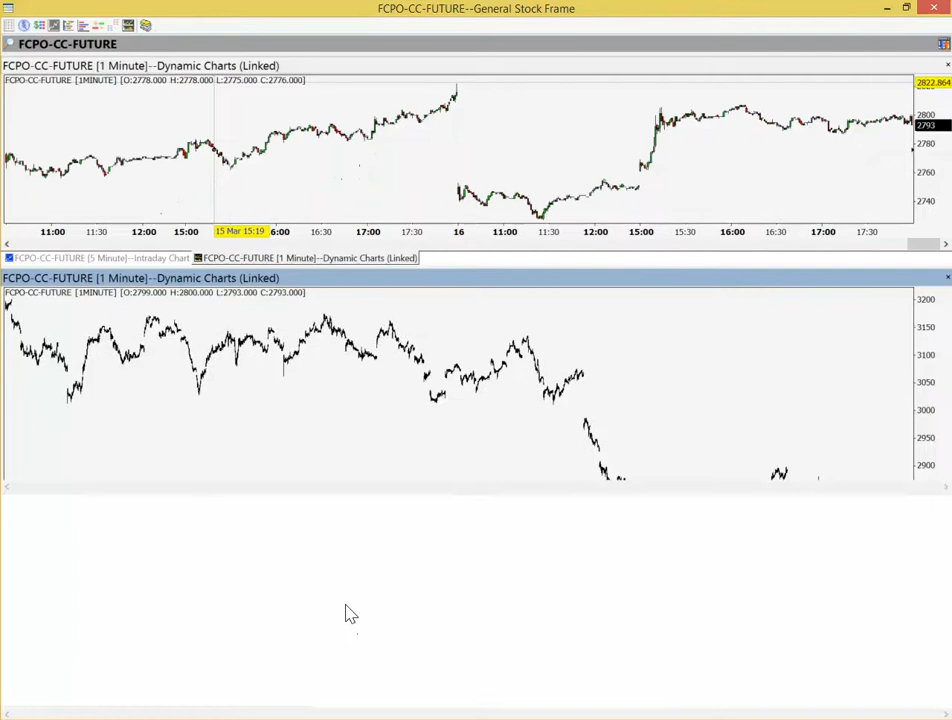 FCPO-CC-FUTURE--General Stock Frame
FCPO-CC-FUTURE
FCPO-CC-FUTURE [1 Minute]--Dynamic Charts (Linked)
FCPO-CC-FUTURE [1MINUTE] [O:2778.000 H:2778.000 L:2775.000 C:2776.000]
2822.864
2800
2793
2780
2760
2740
11:00 11:30 12:00 15:00 15 Mar 15:19 6:00 16:30 17:00 17:30 16 11:00 11:30 12:00 15:00 15:30 16:00 16:30 17:00 17:30
FCPO-CC-FUTURE [5 Minute]--Intraday Chart FCPO-CC-FUTURE [1 Minute]--Dynamic Charts (Linked)
FCPO-CC-FUTURE [1 Minute]--Dynamic Charts (Linked)
FCPO-CC-FUTURE [1MINUTE] [O:2799.000 H:2800.000 L:2793.000 C:2793.000]
3200
3150
3100
3050
3000
2950
2900